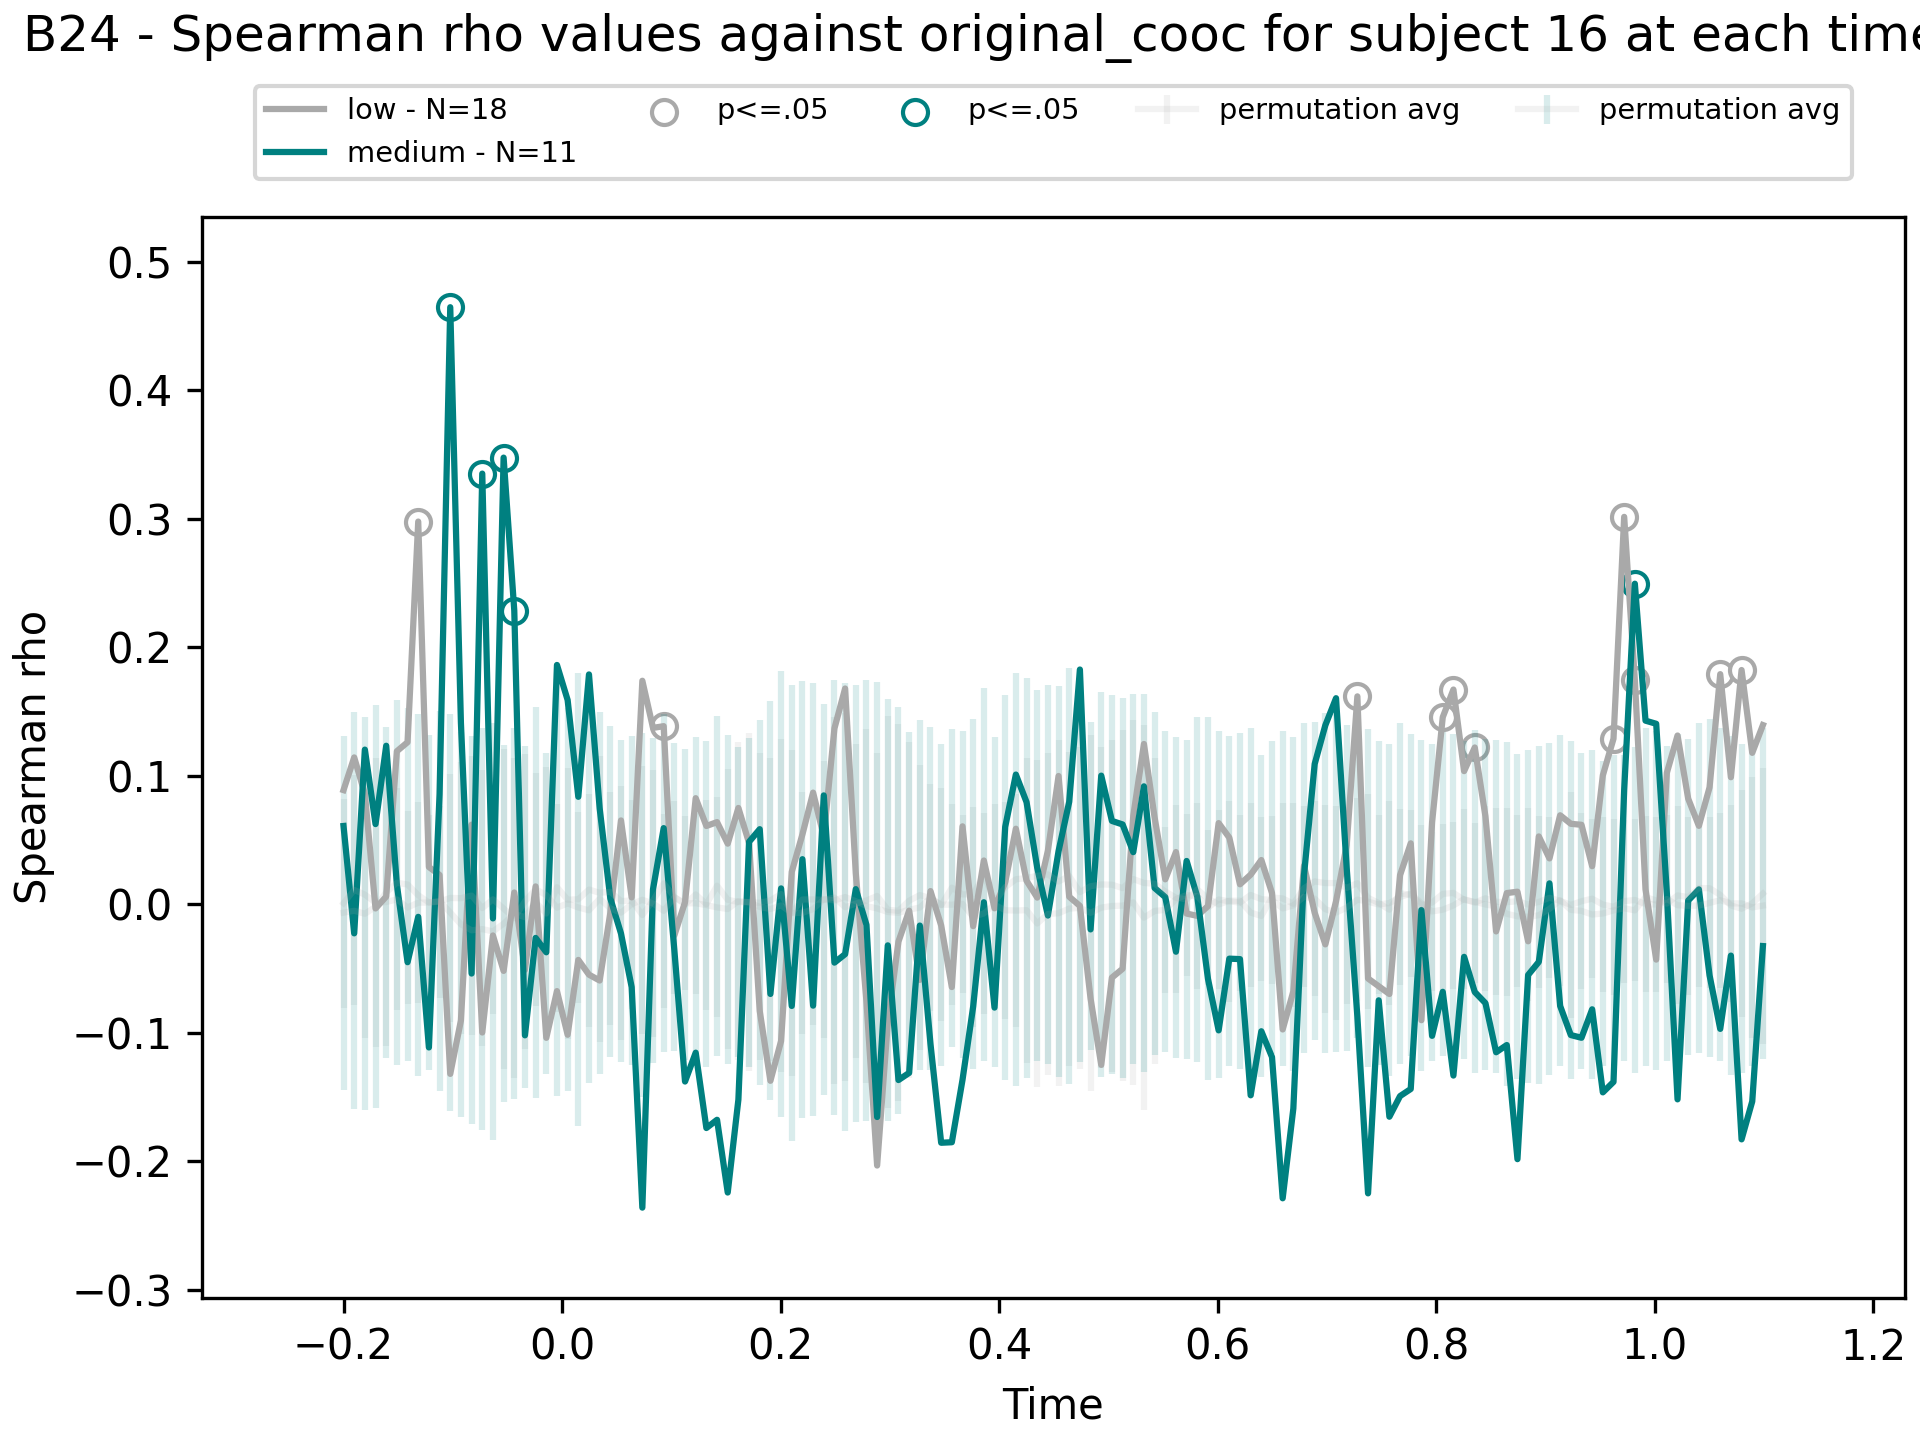 B24 - Spearman rho values against original_cooc for subject 16 at each time
low - N=18
medium - N=11
p<=.05
p<=.05
permutation avg
permutation avg
Spearman rho
0.5
0.4
0.3
0.2
0.1
0.0
−0.1
−0.2
−0.3
−0.2 0.0 0.2 0.4 0.6 0.8 1.0 1.2
Time